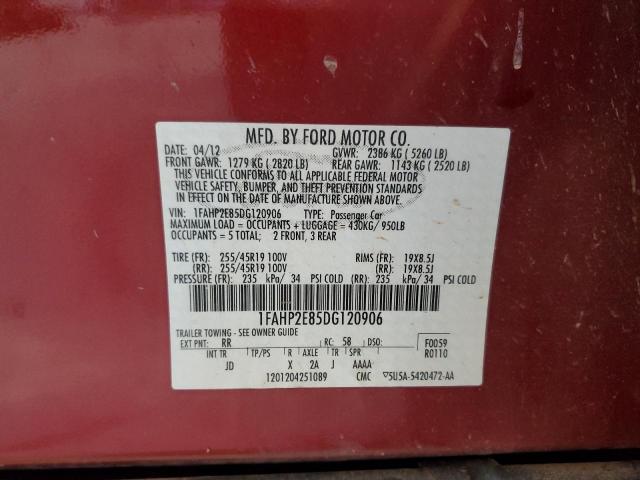 MFD. BY FORD MOTOR CO.
DATE: 04/12 GVWR: 2386 KG ( 5260 LB)
FRONT GAWR: 1279 KG ( 2820 LB) REAR GAWR: 1143 KG ( 2520 LB)
THIS VEHICLE CONFORMS TO ALL APPLICABLE FEDERAL MOTOR
VEHICLE SAFETY, BUMPER, AND THEFT PREVENTION STANDARDS
IN EFFECT ON THE DATE OF MANUFACTURE SHOWN ABOVE.
VIN: 1FAHP2E85DG120906 TYPE: Passenger Car
MAXIMUM LOAD = OCCUPANTS + LUGGAGE = 430KG/950LB
OCCUPANTS = 5 TOTAL; 2 FRONT, 3 REAR
TIRE (FR): 255/45R19 100V RIMS (FR): 19X8.5J
(RR): 255/45R19 100V (RR): 19X8.5J
PRESSURE (FR): 235 kPa/ 34 PSI COLD (RR): 235 kPa/ 34 PSI COLD
1FAHP2E85DG120906
TRAILER TOWING - SEE OWNER GUIDE
EXT PNT: RR RC: 58 DSO: F0059
INT TR TP/PS R AXLE TR SPR R0110
JD X 2A J AAAA
1201204251089 CMC ▽5U5A-5420472-AA